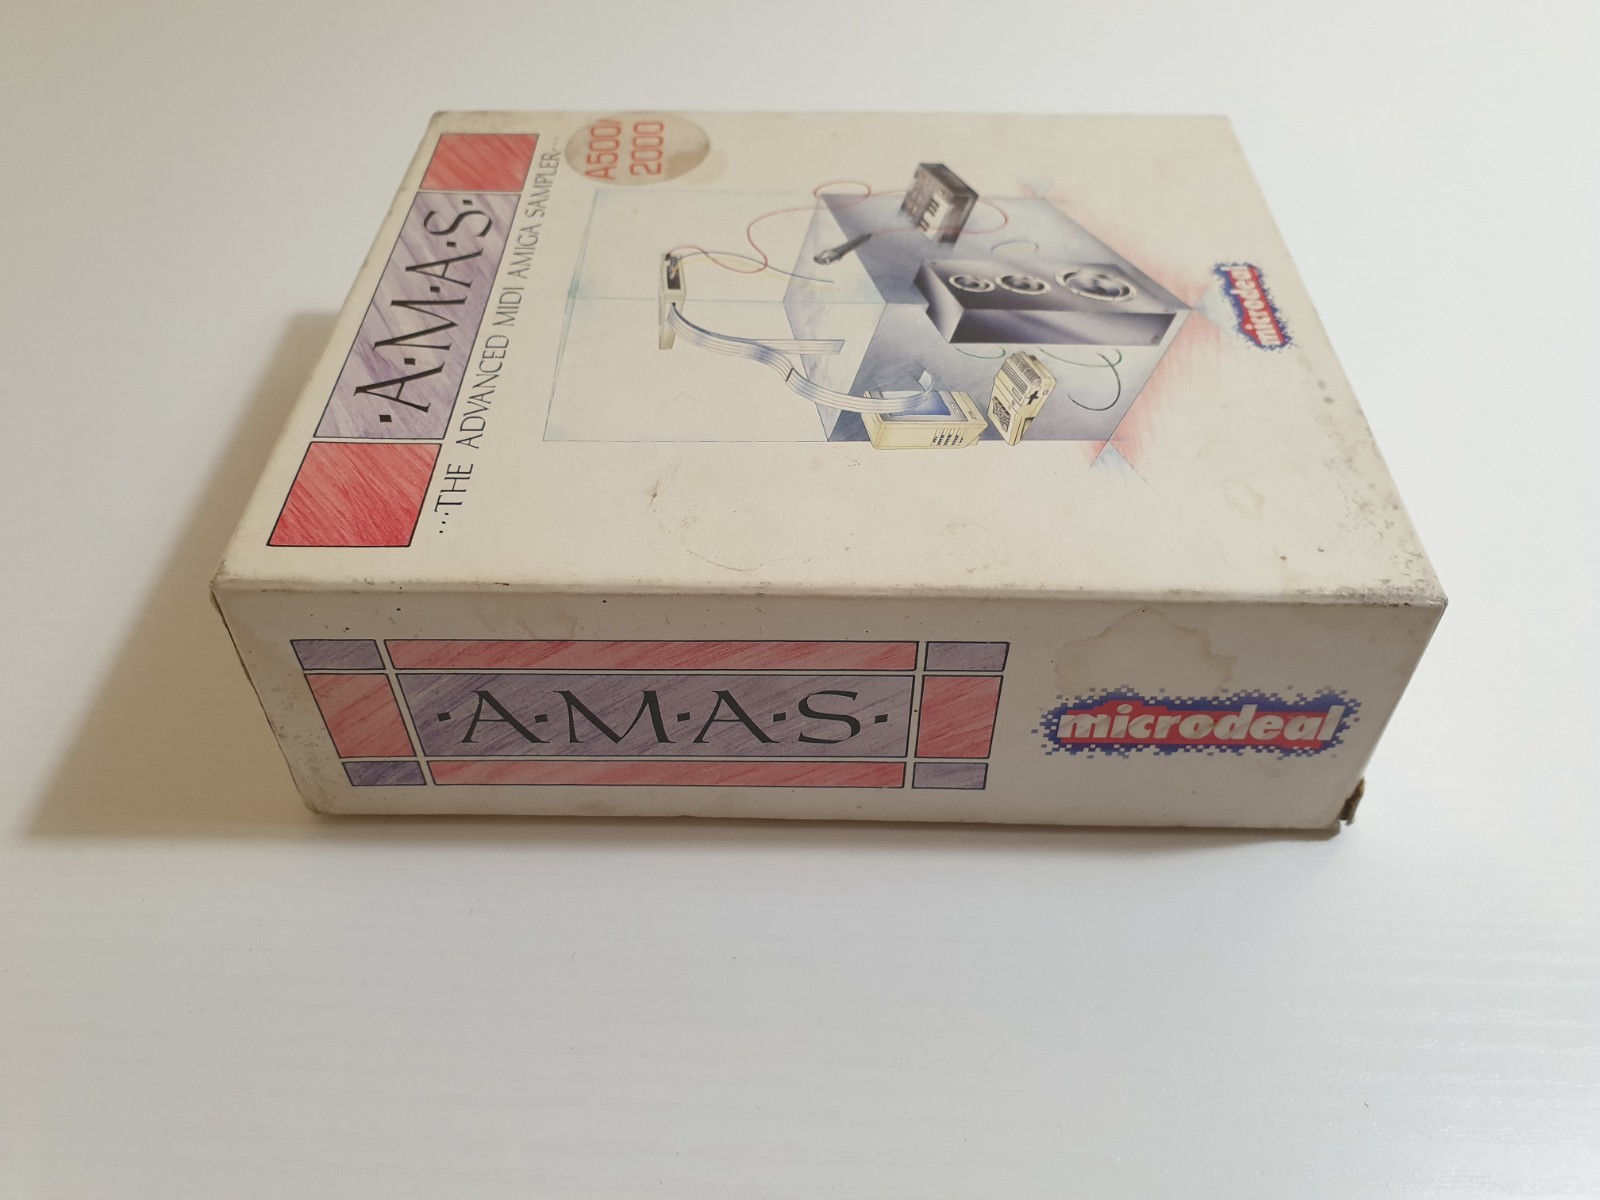 ·A·M·A·S·
...THE ADVANCED MIDI AMIGA SAMPLER...
A500/
2000
microdeal
·A·M·A·S·
microdeal